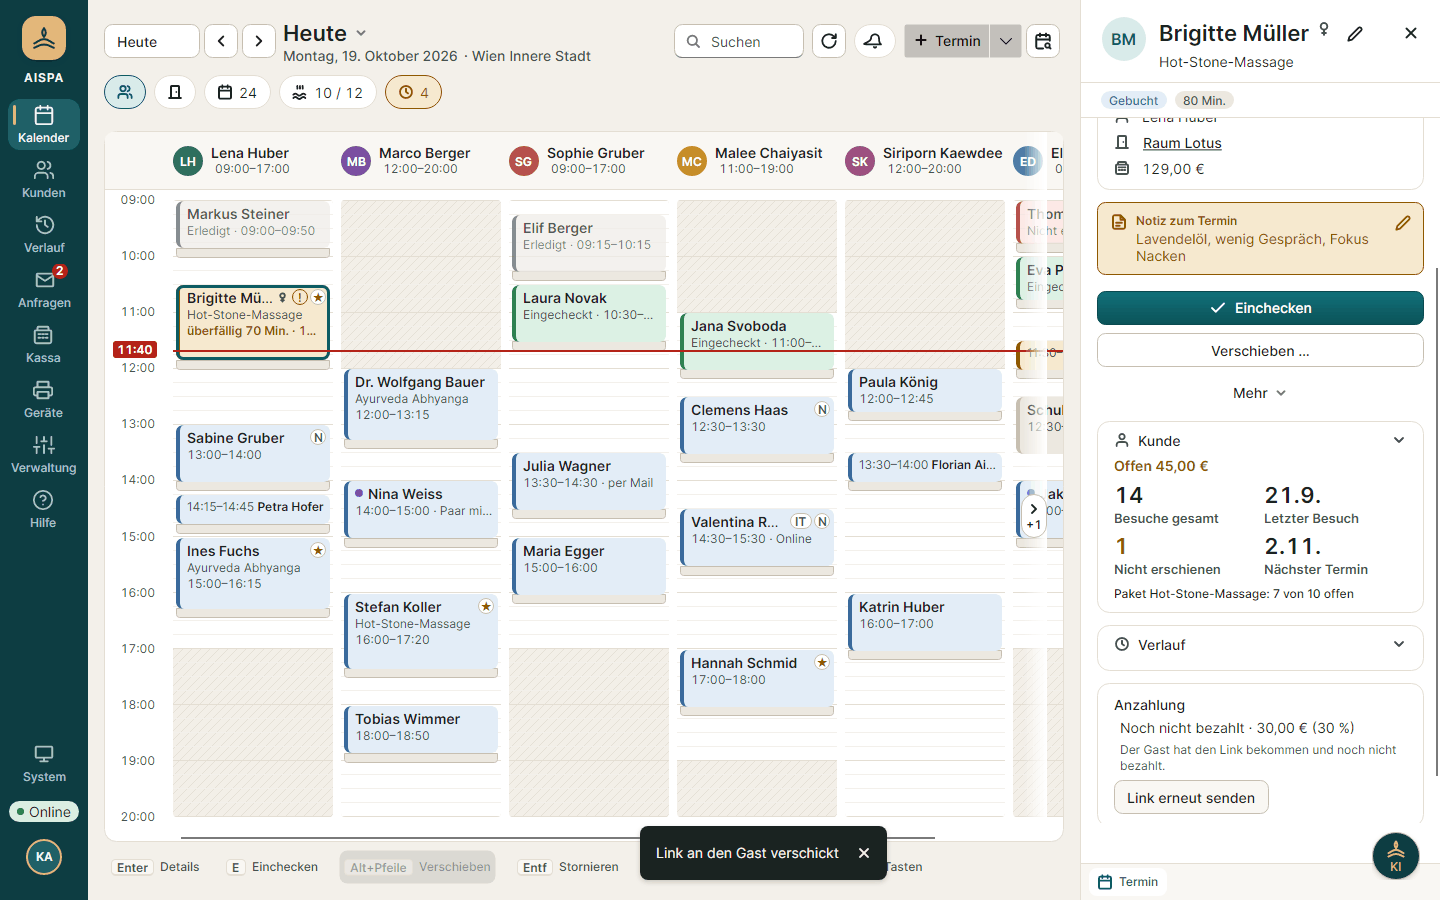 AISPA
Kalender
Kunden
Verlauf
2
Anfragen
Kassa
Geräte
Verwaltung
Hilfe
System
Online
KA
Heute
Heute
Montag, 19. Oktober 2026 · Wien Innere Stadt
Suchen
Termin
24
10 / 12
4
LH Lena Huber
09:00–17:00
MB Marco Berger
12:00–20:00
SG Sophie Gruber
09:00–17:00
MC Malee Chaiyasit
11:00–19:00
SK Siriporn Kaewdee
12:00–20:00
ED
09:00
10:00
11:00
11:40
12:00
13:00
14:00
15:00
16:00
17:00
18:00
19:00
20:00
Markus Steiner
Erledigt · 09:00–09:50
Brigitte Mü... !
Hot-Stone-Massage
überfällig 70 Min. · 1...
Sabine Gruber N
13:00–14:00
14:15–14:45 Petra Hofer
Ines Fuchs
Ayurveda Abhyanga
15:00–16:15
Dr. Wolfgang Bauer
Ayurveda Abhyanga
12:00–13:15
Nina Weiss
14:00–15:00 · Paar mi...
Stefan Koller
Hot-Stone-Massage
16:00–17:20
Tobias Wimmer
18:00–18:50
Elif Berger
Erledigt · 09:15–10:15
Laura Novak
Eingecheckt · 10:30–...
Julia Wagner
13:30–14:30 · per Mail
Maria Egger
15:00–16:00
Jana Svoboda
Eingecheckt · 11:00–...
Clemens Haas N
12:30–13:30
Valentina R... IT N
14:30–15:30 · Online
Hannah Schmid
17:00–18:00
Paula König
12:00–12:45
13:30–14:00 Florian Ai...
Katrin Huber
16:00–17:00
Eva P
+1
Enter Details
E Einchecken
Alt+Pfeile Verschieben
Entf Stornieren
Tasten
Link an den Gast verschickt
BM
Brigitte Müller
Hot-Stone-Massage
Gebucht
80 Min.
Lena Huber
Raum Lotus
129,00 €
Notiz zum Termin
Lavendelöl, wenig Gespräch, Fokus
Nacken
Einchecken
Verschieben ...
Mehr
Kunde
Offen 45,00 €
14
Besuche gesamt
21.9.
Letzter Besuch
1
Nicht erschienen
2.11.
Nächster Termin
Paket Hot-Stone-Massage: 7 von 10 offen
Verlauf
Anzahlung
Noch nicht bezahlt · 30,00 € (30 %)
Der Gast hat den Link bekommen und noch nicht
bezahlt.
Link erneut senden
KI
Termin